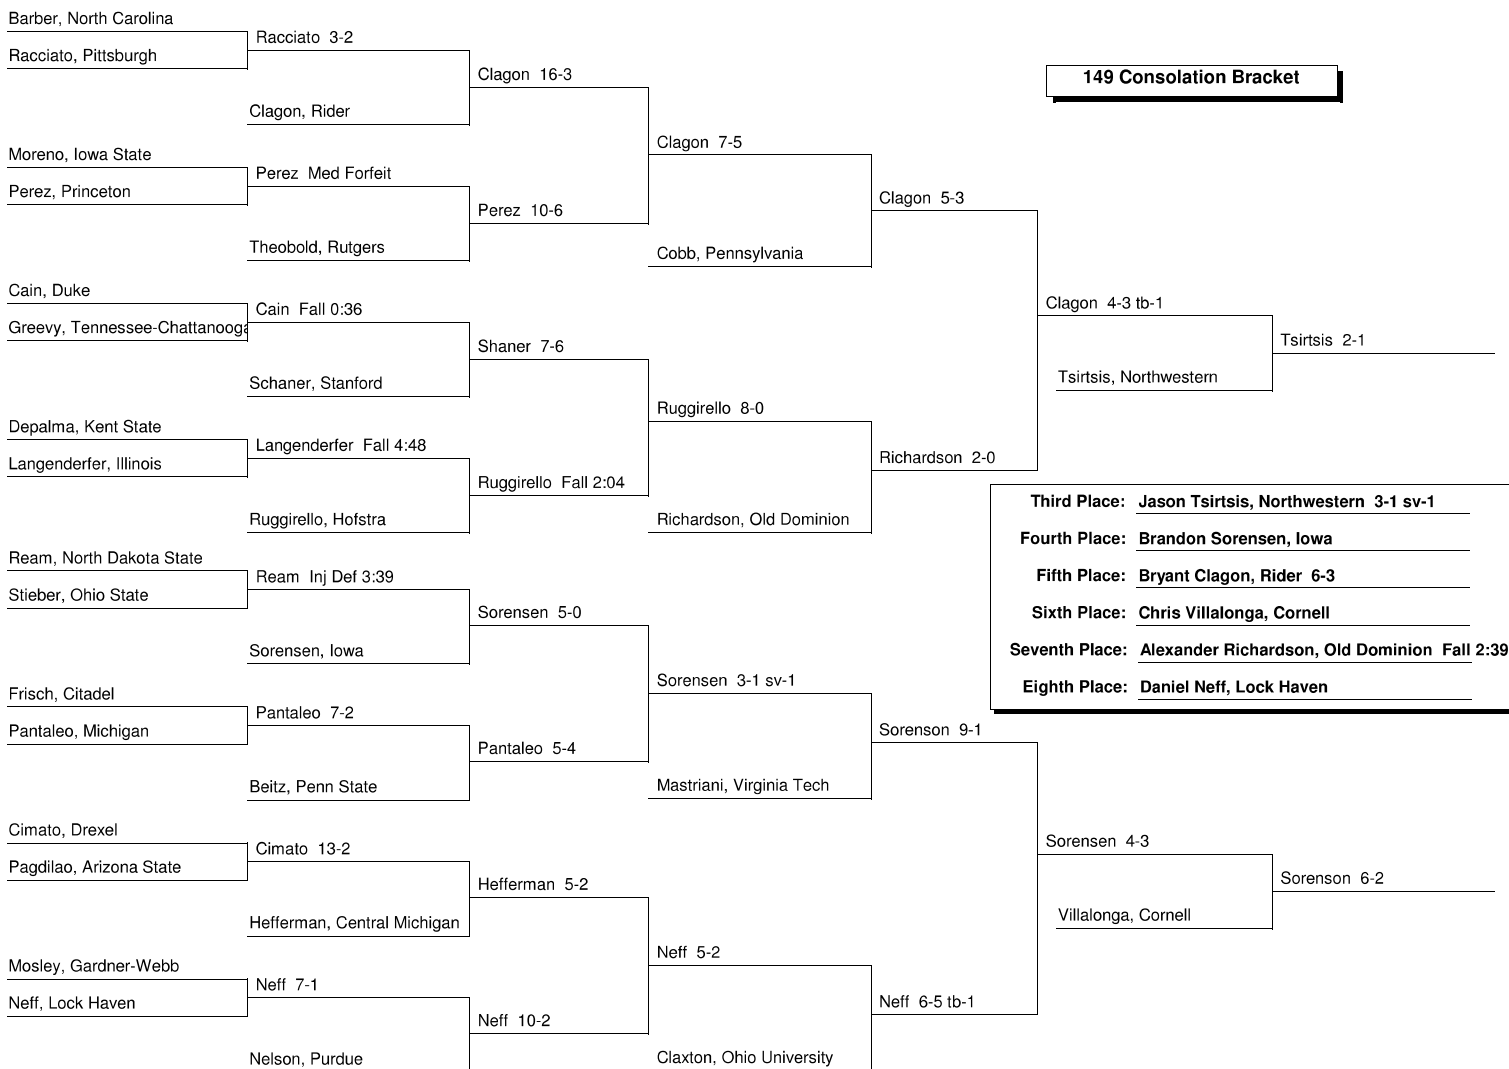 Barber, North Carolina
Racciato, Pittsburgh
Racciato 3-2
Clagon, Rider
Clagon 16-3
149 Consolation Bracket
Moreno, Iowa State
Perez, Princeton
Perez Med Forfeit
Theobold, Rutgers
Perez 10-6
Clagon 7-5
Cobb, Pennsylvania
Clagon 5-3
Cain, Duke
Greevy, Tennessee-Chattanooga
Cain Fall 0:36
Schaner, Stanford
Shaner 7-6
Depalma, Kent State
Langenderfer, Illinois
Langenderfer Fall 4:48
Ruggirello, Hofstra
Ruggirello Fall 2:04
Ruggirello 8-0
Richardson, Old Dominion
Richardson 2-0
Clagon 4-3 tb-1
Tsirtsis, Northwestern
Tsirtsis 2-1
Third Place: Jason Tsirtsis, Northwestern 3-1 sv-1
Fourth Place: Brandon Sorensen, Iowa
Fifth Place: Bryant Clagon, Rider 6-3
Sixth Place: Chris Villalonga, Cornell
Seventh Place: Alexander Richardson, Old Dominion Fall 2:39
Eighth Place: Daniel Neff, Lock Haven
Ream, North Dakota State
Stieber, Ohio State
Ream Inj Def 3:39
Sorensen, Iowa
Sorensen 5-0
Frisch, Citadel
Pantaleo, Michigan
Pantaleo 7-2
Beitz, Penn State
Pantaleo 5-4
Sorensen 3-1 sv-1
Mastriani, Virginia Tech
Sorenson 9-1
Cimato, Drexel
Pagdilao, Arizona State
Cimato 13-2
Hefferman, Central Michigan
Hefferman 5-2
Mosley, Gardner-Webb
Neff, Lock Haven
Neff 7-1
Nelson, Purdue
Neff 10-2
Neff 5-2
Claxton, Ohio University
Neff 6-5 tb-1
Sorensen 4-3
Villalonga, Cornell
Sorenson 6-2